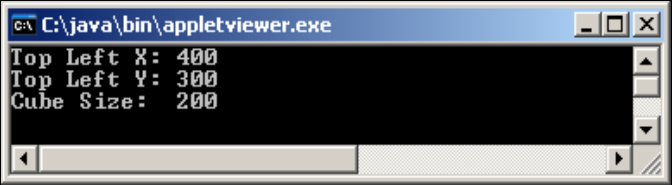 C:\java\bin\appletviewer.exe
Top Left X: 400
Top Left Y: 300
Cube Size:  200